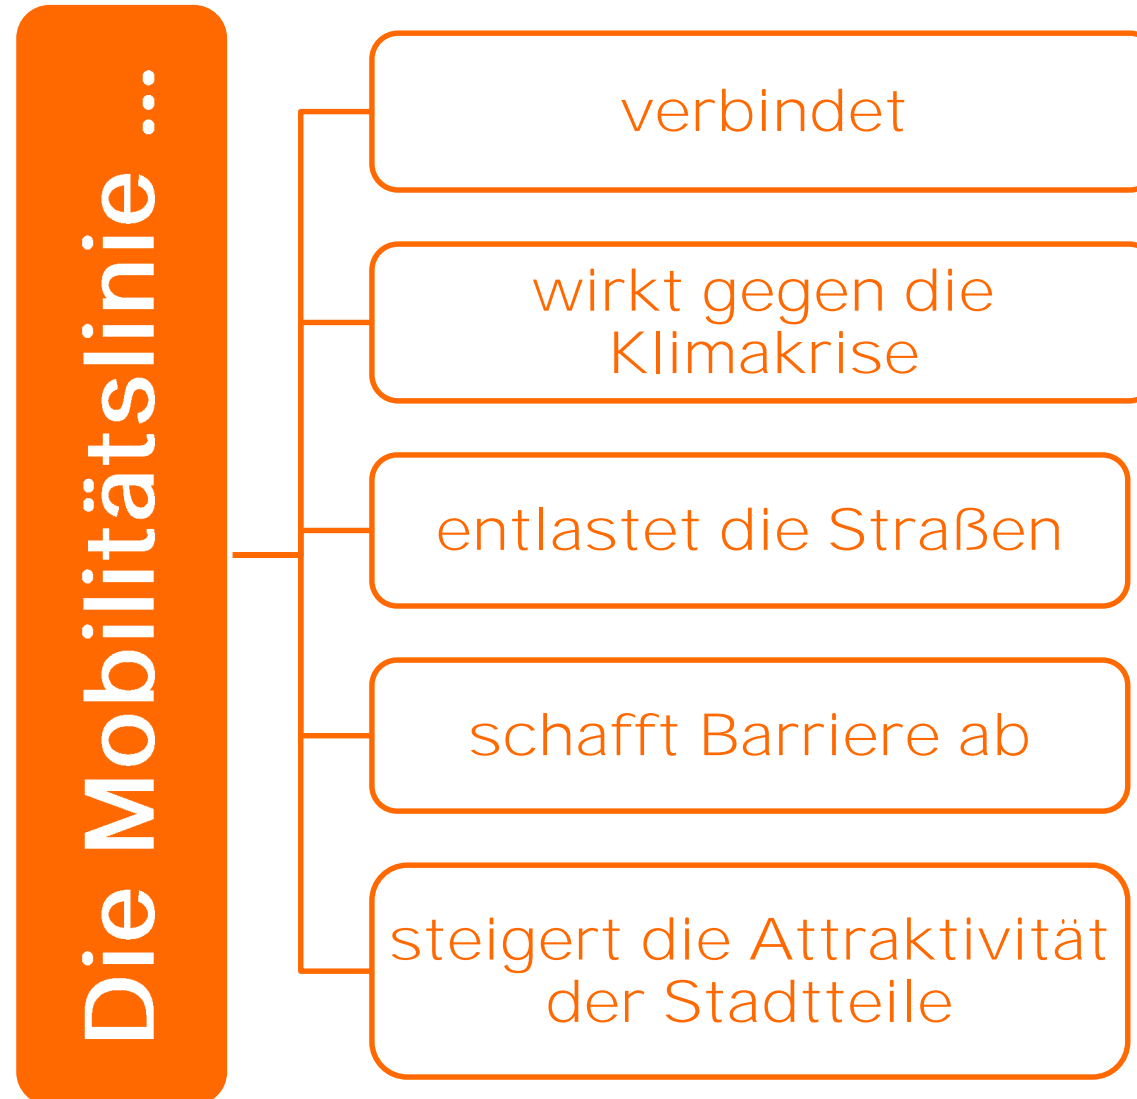 Die Mobilitätslinie ...
verbindet
wirkt gegen die
Klimakrise
entlastet die Straßen
schafft Barriere ab
steigert die Attraktivität
der Stadtteile